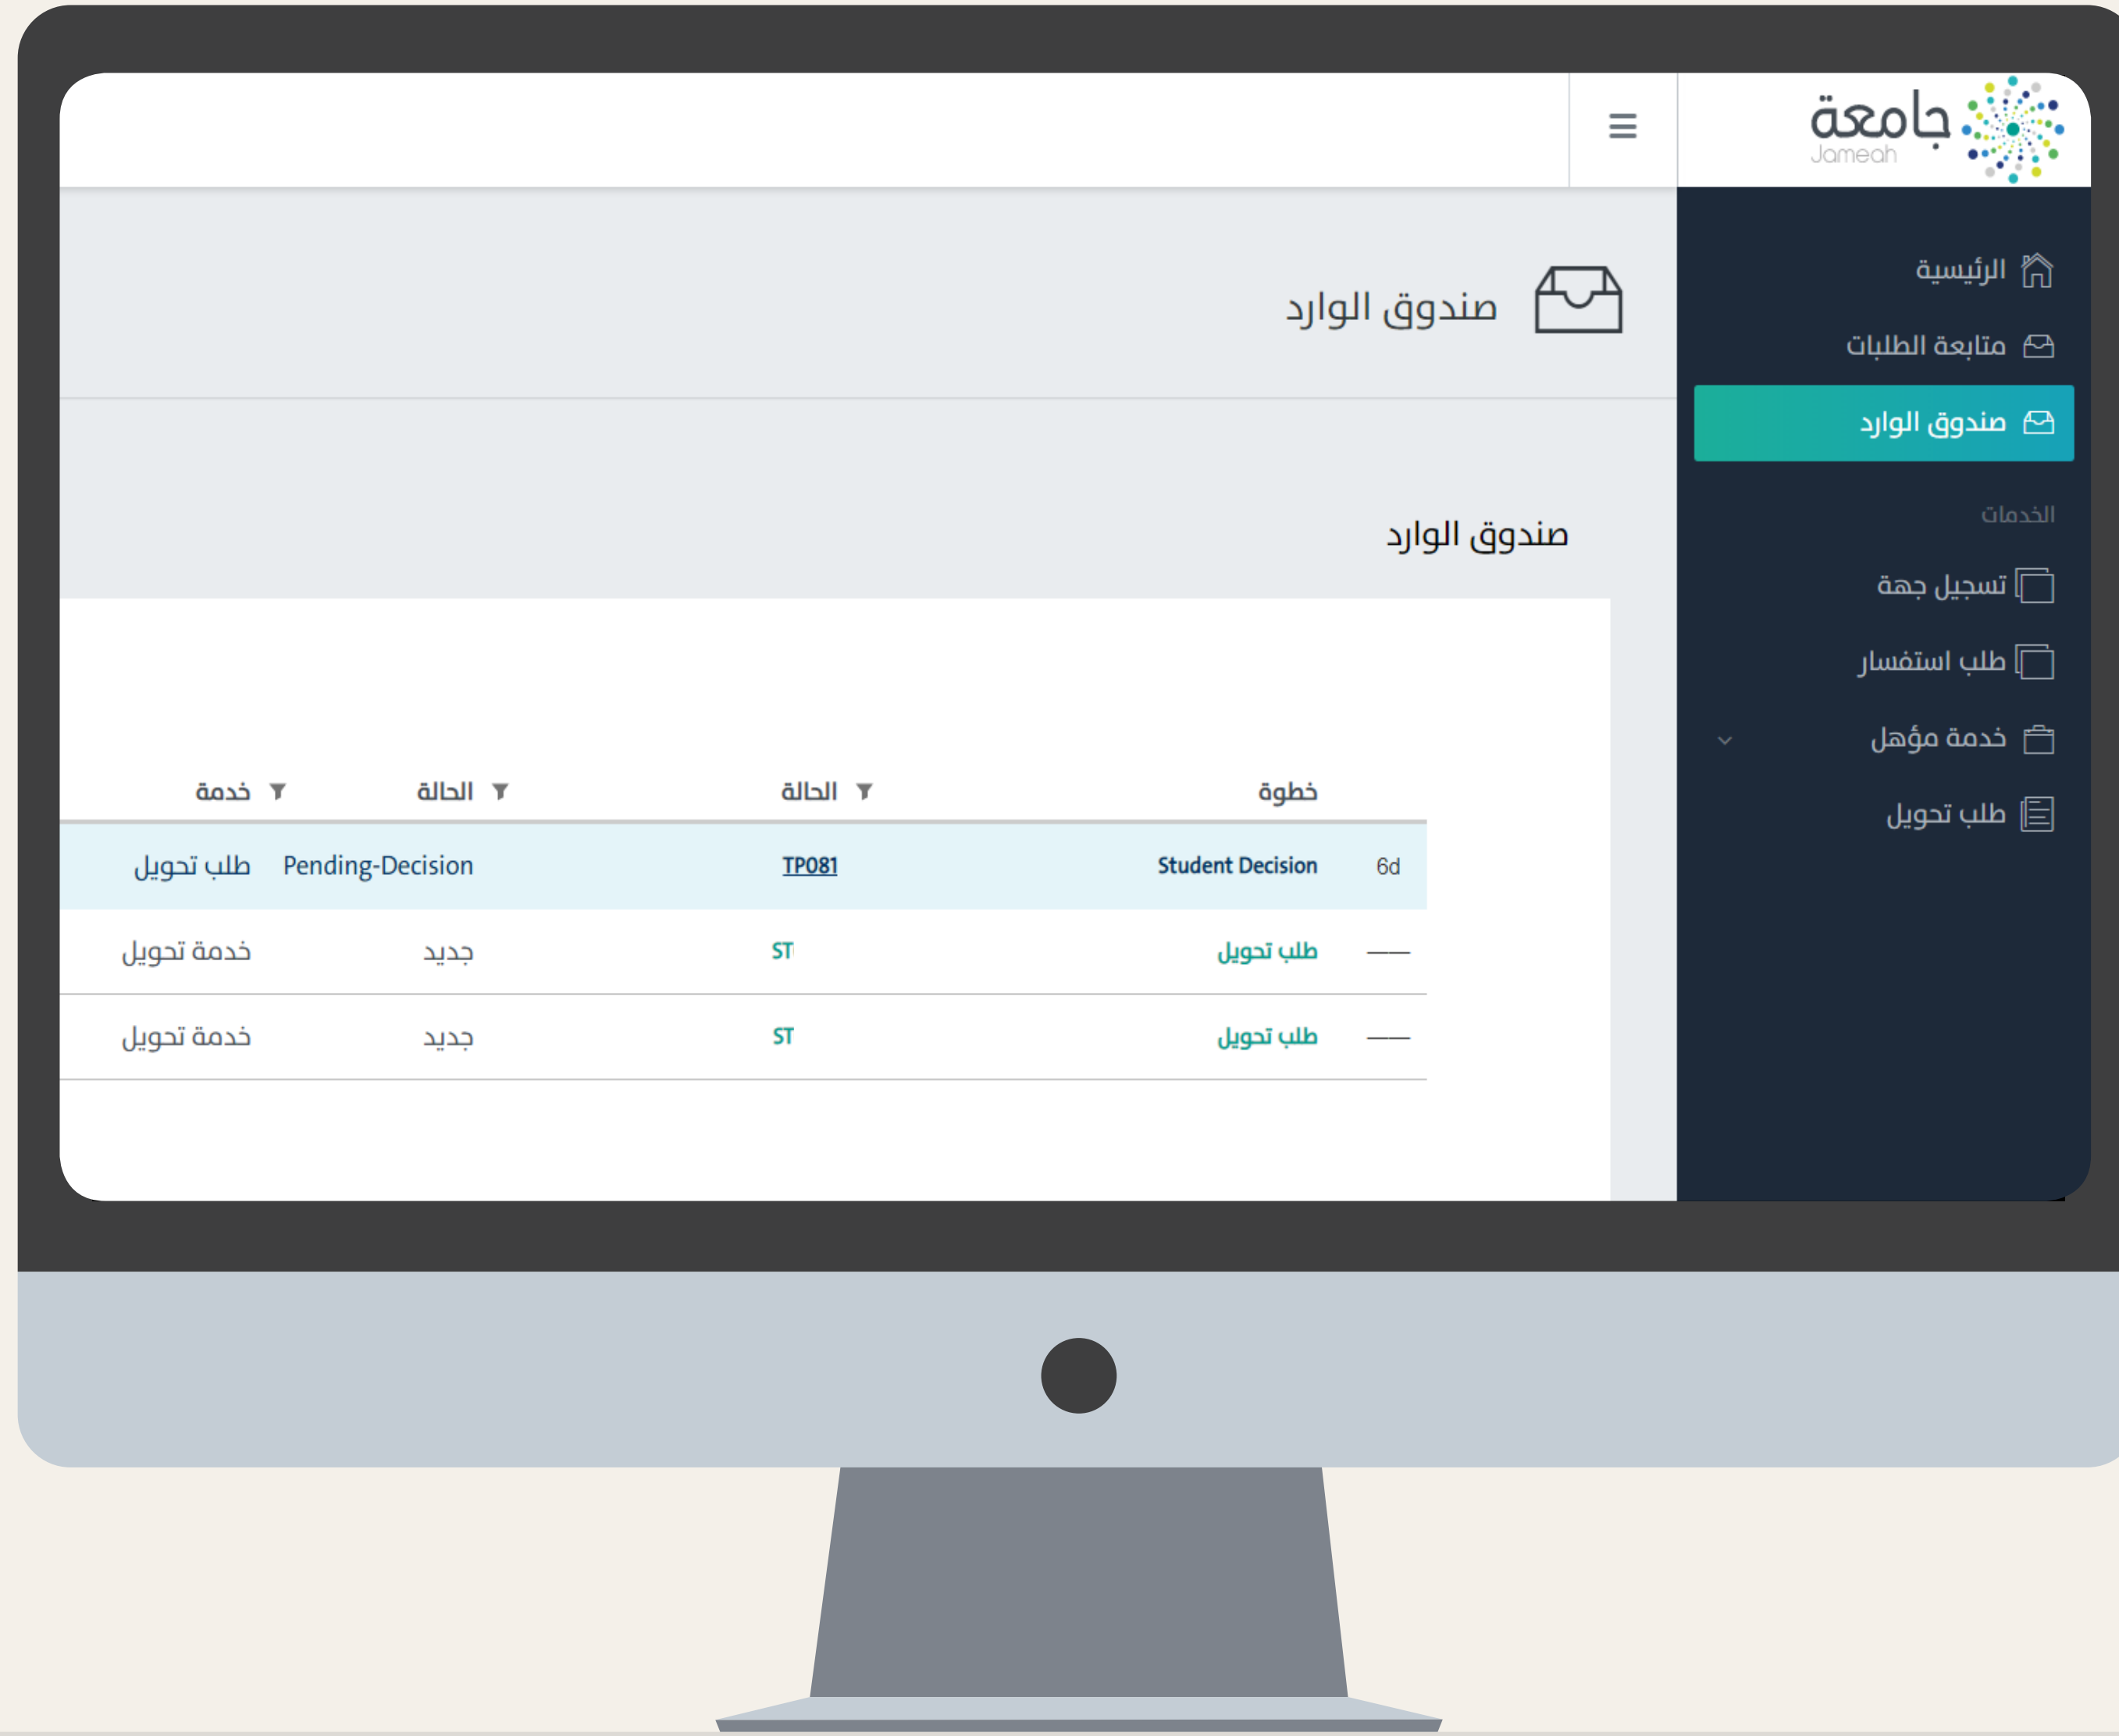 جامعة
Jameah
الرئيسية
متابعة الطلبات
صندوق الوارد
الخدمات
تسجيل جهة
طلب استفسار
خدمة مؤهل
طلب تحويل
صندوق الوارد
صندوق الوارد
خطوة الحالة الحالة خدمة
6d Student Decision TP081 Pending-Decision طلب تحويل
—— طلب تحويل ST جديد خدمة تحويل
—— طلب تحويل ST جديد خدمة تحويل